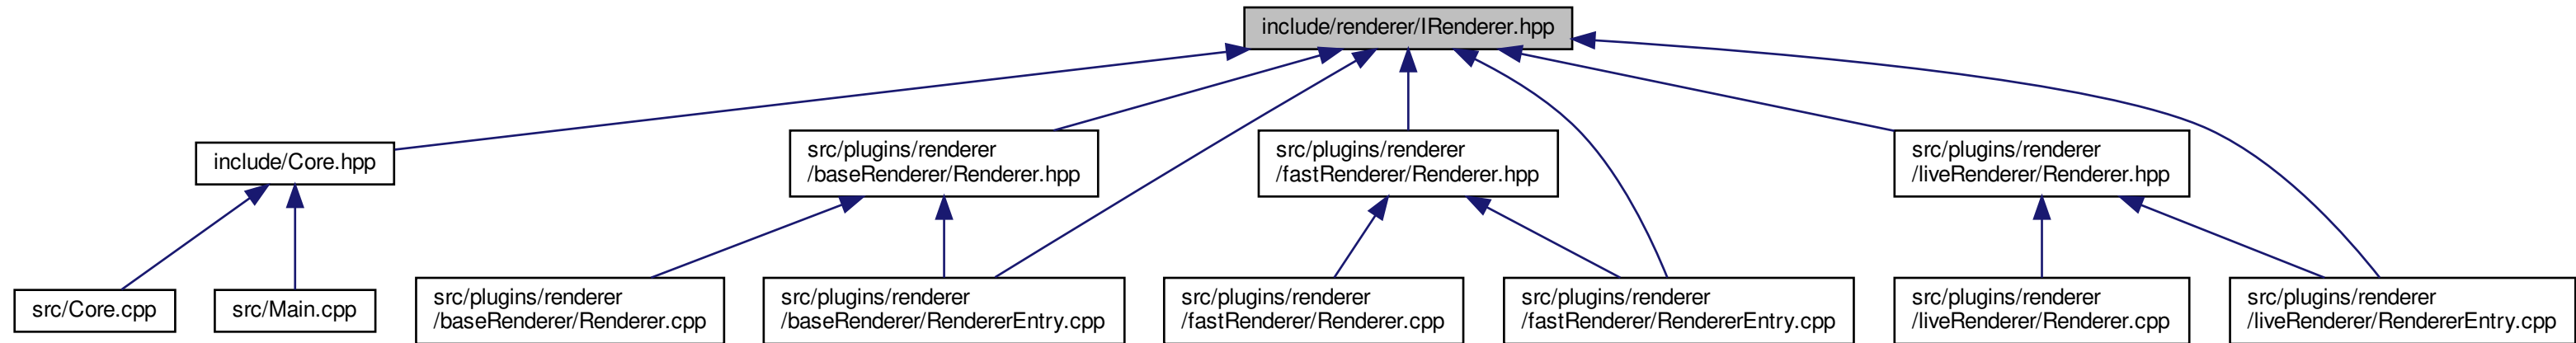 include/renderer/IRenderer.hpp
include/Core.hpp
src/plugins/renderer
/baseRenderer/Renderer.hpp
src/plugins/renderer
/fastRenderer/Renderer.hpp
src/plugins/renderer
/liveRenderer/Renderer.hpp
src/Core.cpp
src/Main.cpp
src/plugins/renderer
/baseRenderer/Renderer.cpp
src/plugins/renderer
/baseRenderer/RendererEntry.cpp
src/plugins/renderer
/fastRenderer/Renderer.cpp
src/plugins/renderer
/fastRenderer/RendererEntry.cpp
src/plugins/renderer
/liveRenderer/Renderer.cpp
src/plugins/renderer
/liveRenderer/RendererEntry.cpp